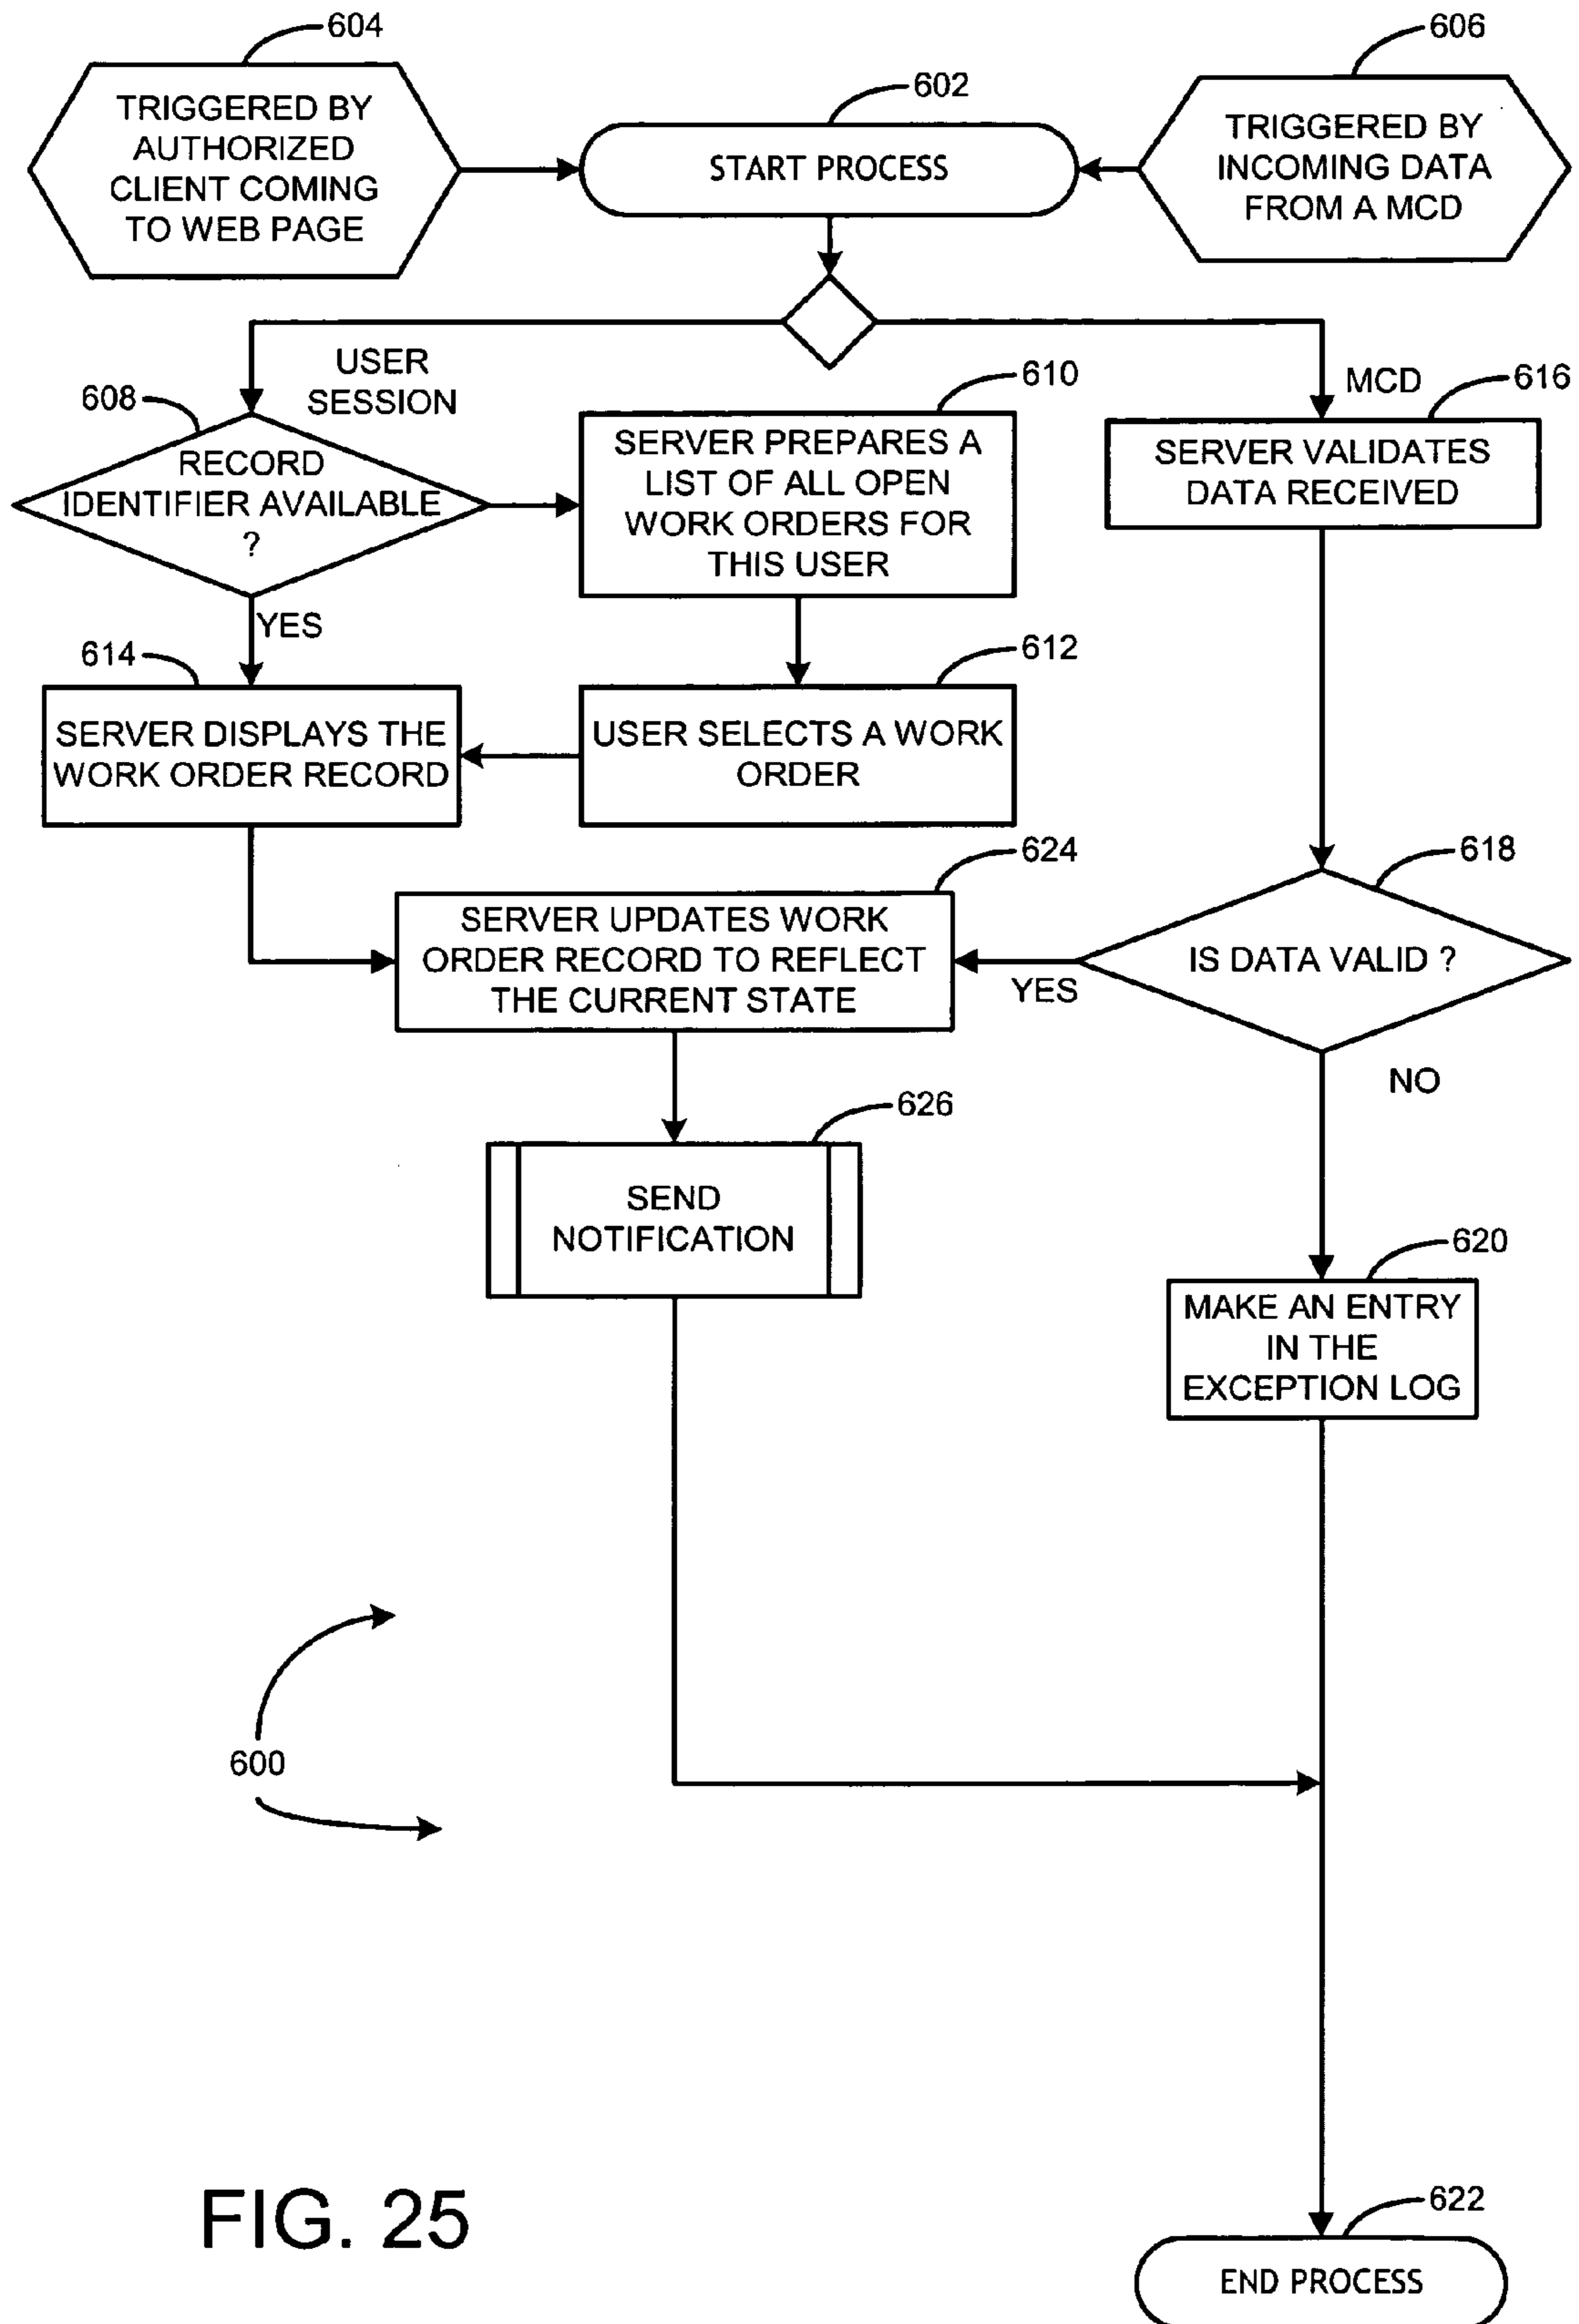 604
TRIGGERED BY
AUTHORIZED
CLIENT COMING
TO WEB PAGE
602
START PROCESS
606
TRIGGERED BY
INCOMING DATA
FROM A MCD
USER
SESSION
MCD
608
RECORD
IDENTIFIER AVAILABLE
?
YES
610
SERVER PREPARES A
LIST OF ALL OPEN
WORK ORDERS FOR
THIS USER
616
SERVER VALIDATES
DATA RECEIVED
614
SERVER DISPLAYS THE
WORK ORDER RECORD
612
USER SELECTS A WORK
ORDER
624
SERVER UPDATES WORK
ORDER RECORD TO REFLECT
THE CURRENT STATE
618
IS DATA VALID ?
YES
NO
626
SEND
NOTIFICATION
620
MAKE AN ENTRY
IN THE
EXCEPTION LOG
600
622
END PROCESS
FIG. 25